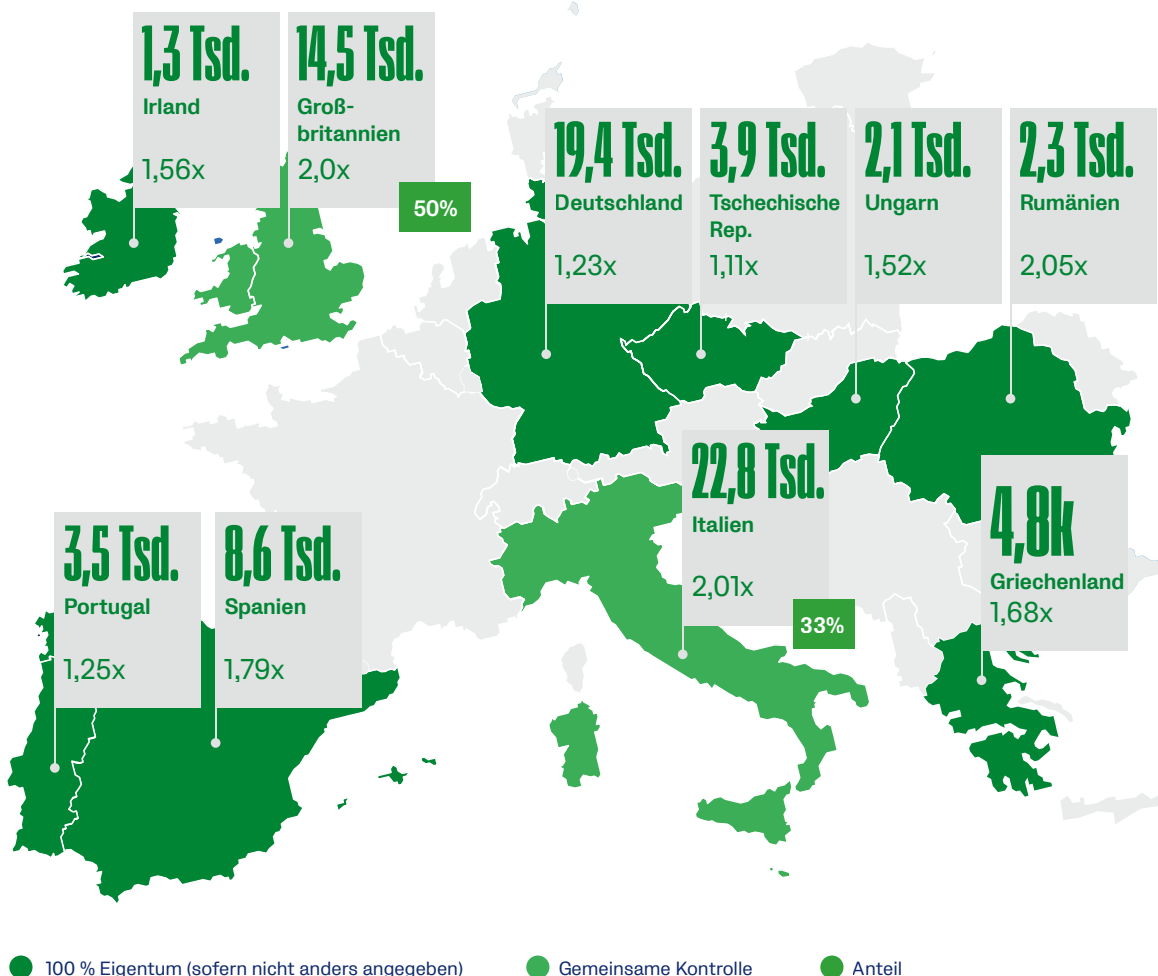 1,3 Tsd.
Irland
1,56x
14,5 Tsd.
Groß-
britannien
2,0x
50%
19,4 Tsd.
Deutschland
1,23x
3,9 Tsd.
Tschechische
Rep.
1,11x
2,1 Tsd.
Ungarn
1,52x
2,3 Tsd.
Rumänien
2,05x
22,8 Tsd.
Italien
2,01x
33%
4,8k
Griechenland
1,68x
3,5 Tsd.
Portugal
1,25x
8,6 Tsd.
Spanien
1,79x
100 % Eigentum (sofern nicht anders angegeben)
Gemeinsame Kontrolle
Anteil